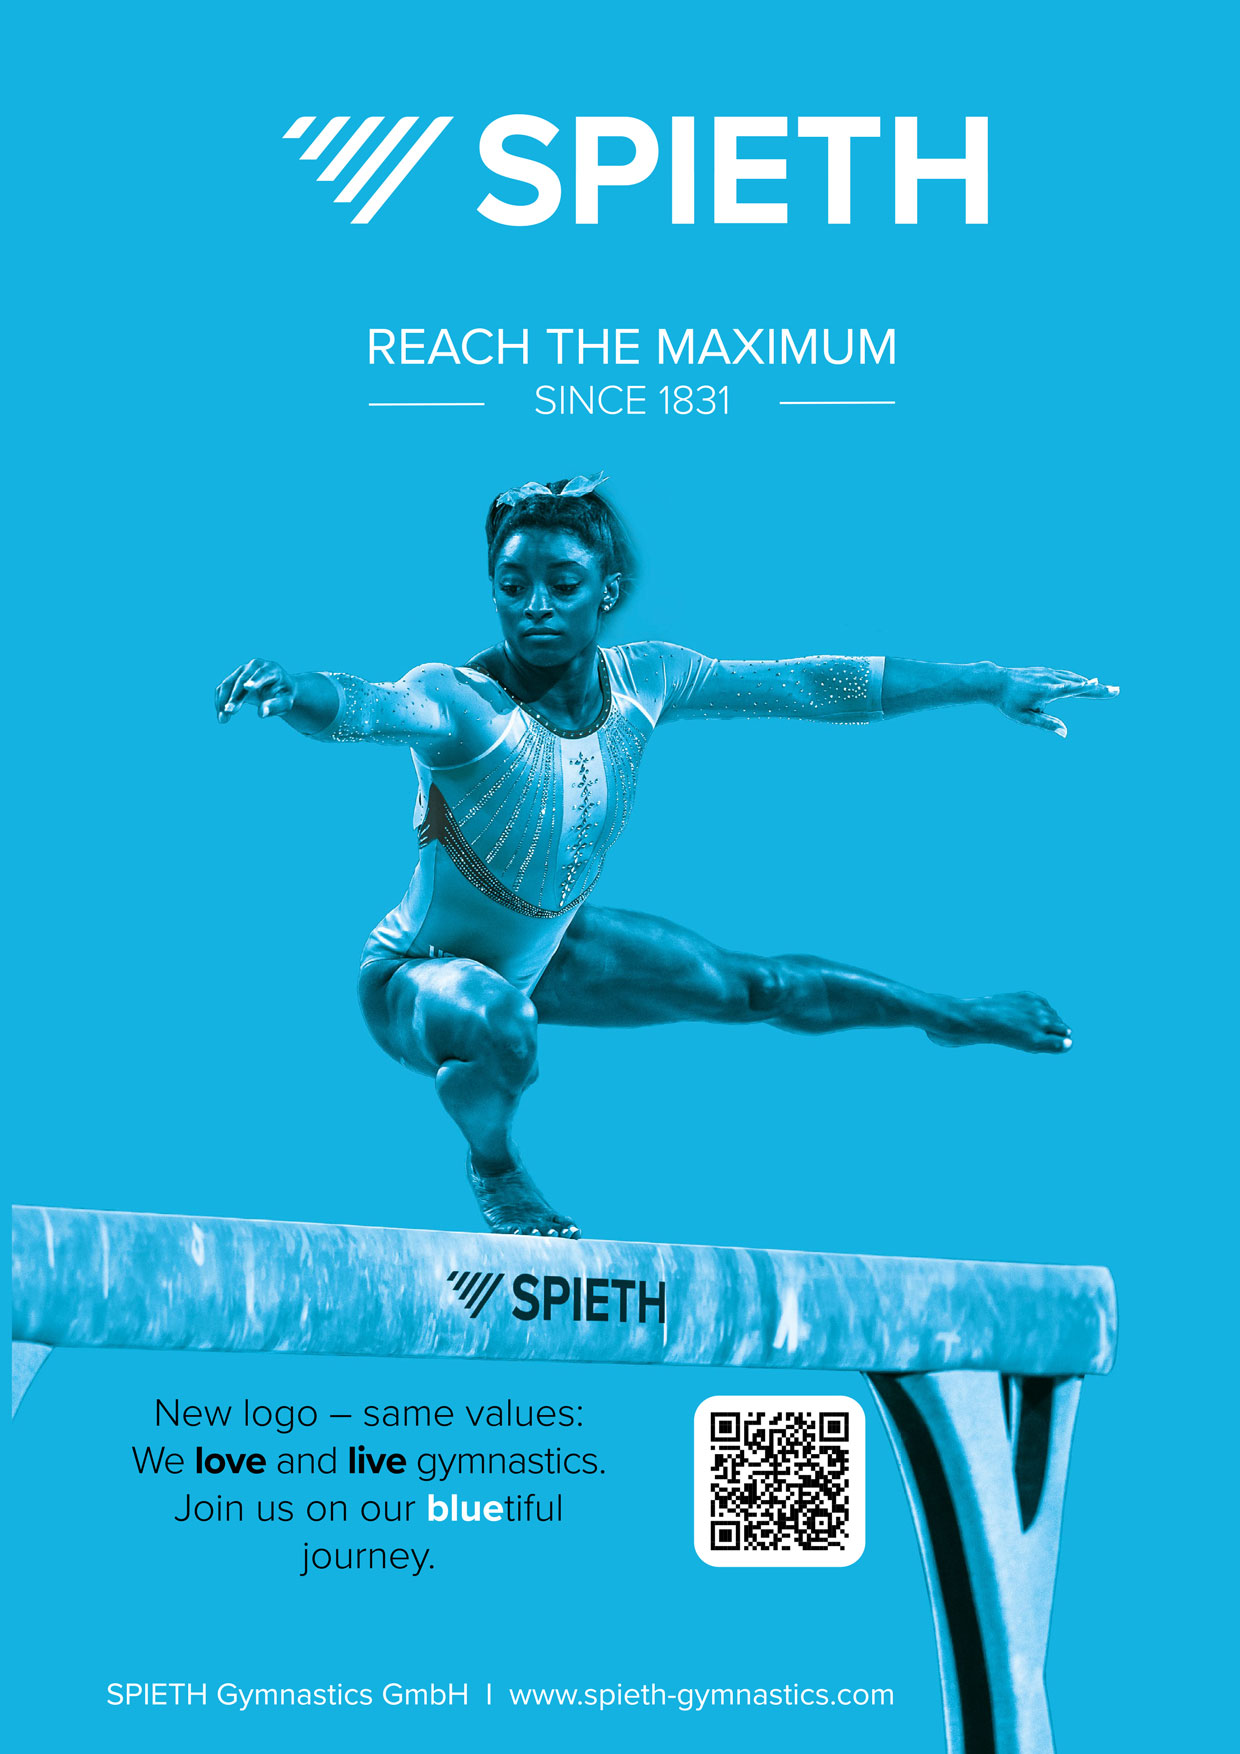 SPIETH
REACH THE MAXIMUM
SINCE 1831
SPIETH
New logo – same values:
We love and live gymnastics.
Join us on our bluetiful
journey.
SPIETH Gymnastics GmbH I www.spieth-gymnastics.com